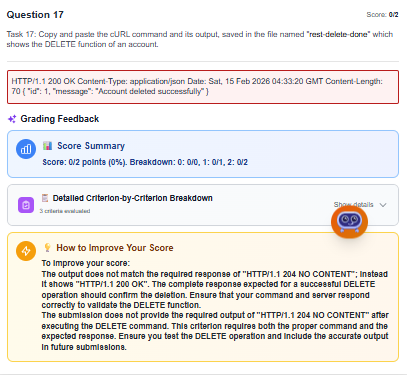 Question 17
Score: 0/2
Task 17: Copy and paste the cURL command and its output, saved in the file named "rest-delete-done" which
shows the DELETE function of an account.
HTTP/1.1 200 OK Content-Type: application/json Date: Sat, 15 Feb 2026 04:33:20 GMT Content-Length:
70 { "id": 1, "message": "Account deleted successfully" }
Grading Feedback
Score Summary
Score: 0/2 points (0%). Breakdown: 0: 0/0, 1: 0/1, 2: 0/2
Detailed Criterion-by-Criterion Breakdown
3 criteria evaluated
Show details
How to Improve Your Score
To improve your score:
The output does not match the required response of "HTTP/1.1 204 NO CONTENT"; instead
it shows "HTTP/1.1 200 OK". The complete response expected for a successful DELETE
operation should confirm the deletion. Ensure that your command and server respond
correctly to validate the DELETE function.
The submission does not provide the required output of "HTTP/1.1 204 NO CONTENT" after
executing the DELETE command. This criterion requires both the proper command and the
expected response. Ensure you test the DELETE operation and include the accurate output
in future submissions.